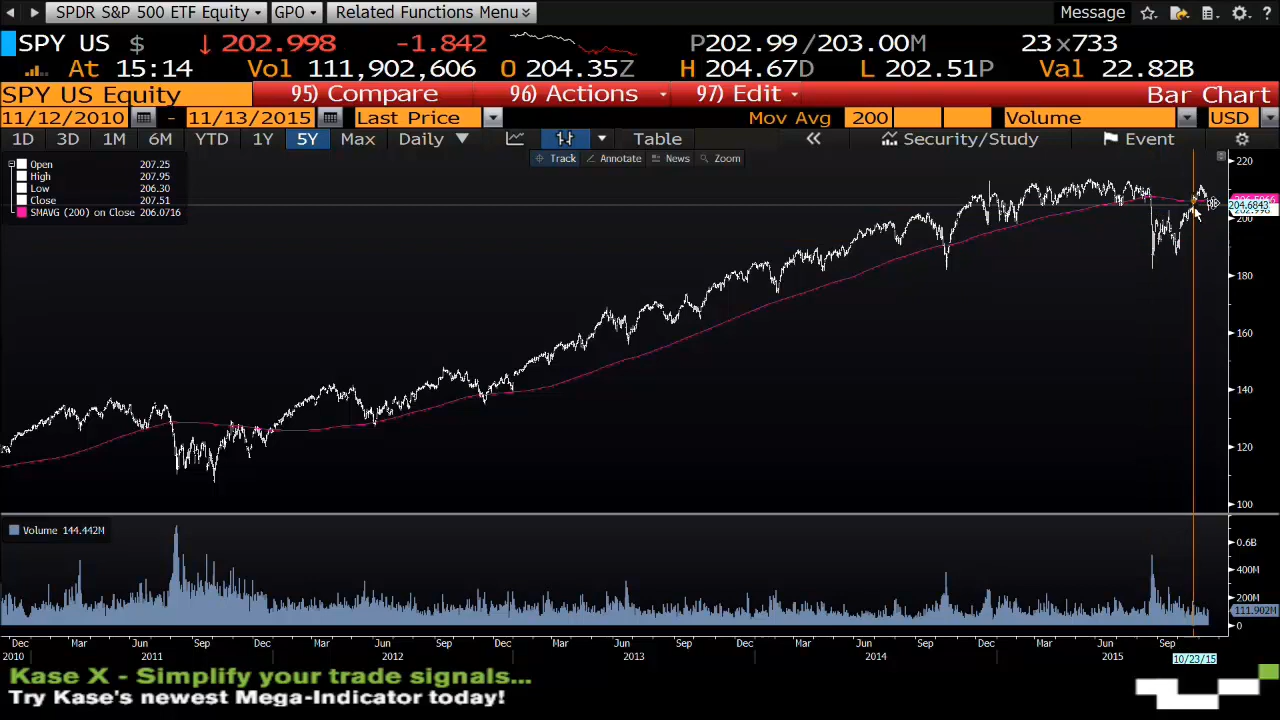 SPDR S&P 500 ETF Equity GPO Related Functions Menu Message
SPY US $ 202.998 -1.842 P202.99 /203.00M 23x733
At 15:14 Vol 111,902,606 O 204.35Z H 204.67D L 202.51P Val 22.82B
SPY US Equity 95) Compare 96) Actions 97) Edit Bar Chart
11/12/2010 - 11/13/2015 Last Price Mov Avg 200 Volume USD
1D 3D 1M 6M YTD 1Y 5Y Max Daily Table Security/Study Event
Track Annotate News Zoom
Open 207.25
High 207.95
Low 206.30
Close 207.51
SMAVG (200) on Close 206.0716
220
204.6843
200
180
160
140
120
100
Volume 144.442M
0.6B
400M
200M
111.902M
0
Dec Mar Jun Sep Dec Mar Jun Sep Dec Mar Jun Sep Dec Mar Jun Sep Dec Mar Jun Sep
2010 2011 2012 2013 2014 2015 10/23/15
Kase X - Simplify your trade signals...
Try Kase's newest Mega-Indicator today!